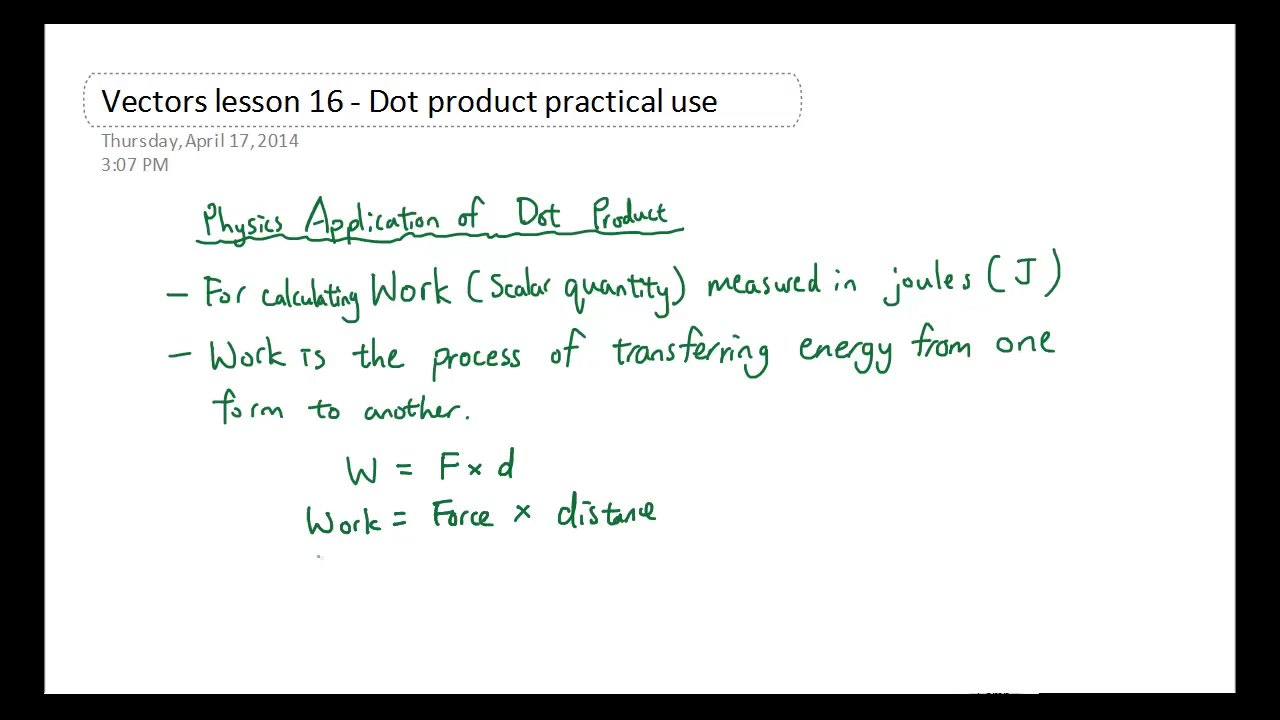 Vectors lesson 16 - Dot product practical use
Thursday, April 17, 2014
3:07 PM
Physics Application of Dot Product
- For calculating Work (Scalar quantity) measured in joules (J)
- Work is the process of transferring energy from one
form to another.
W = F × d
Work = Force × distance